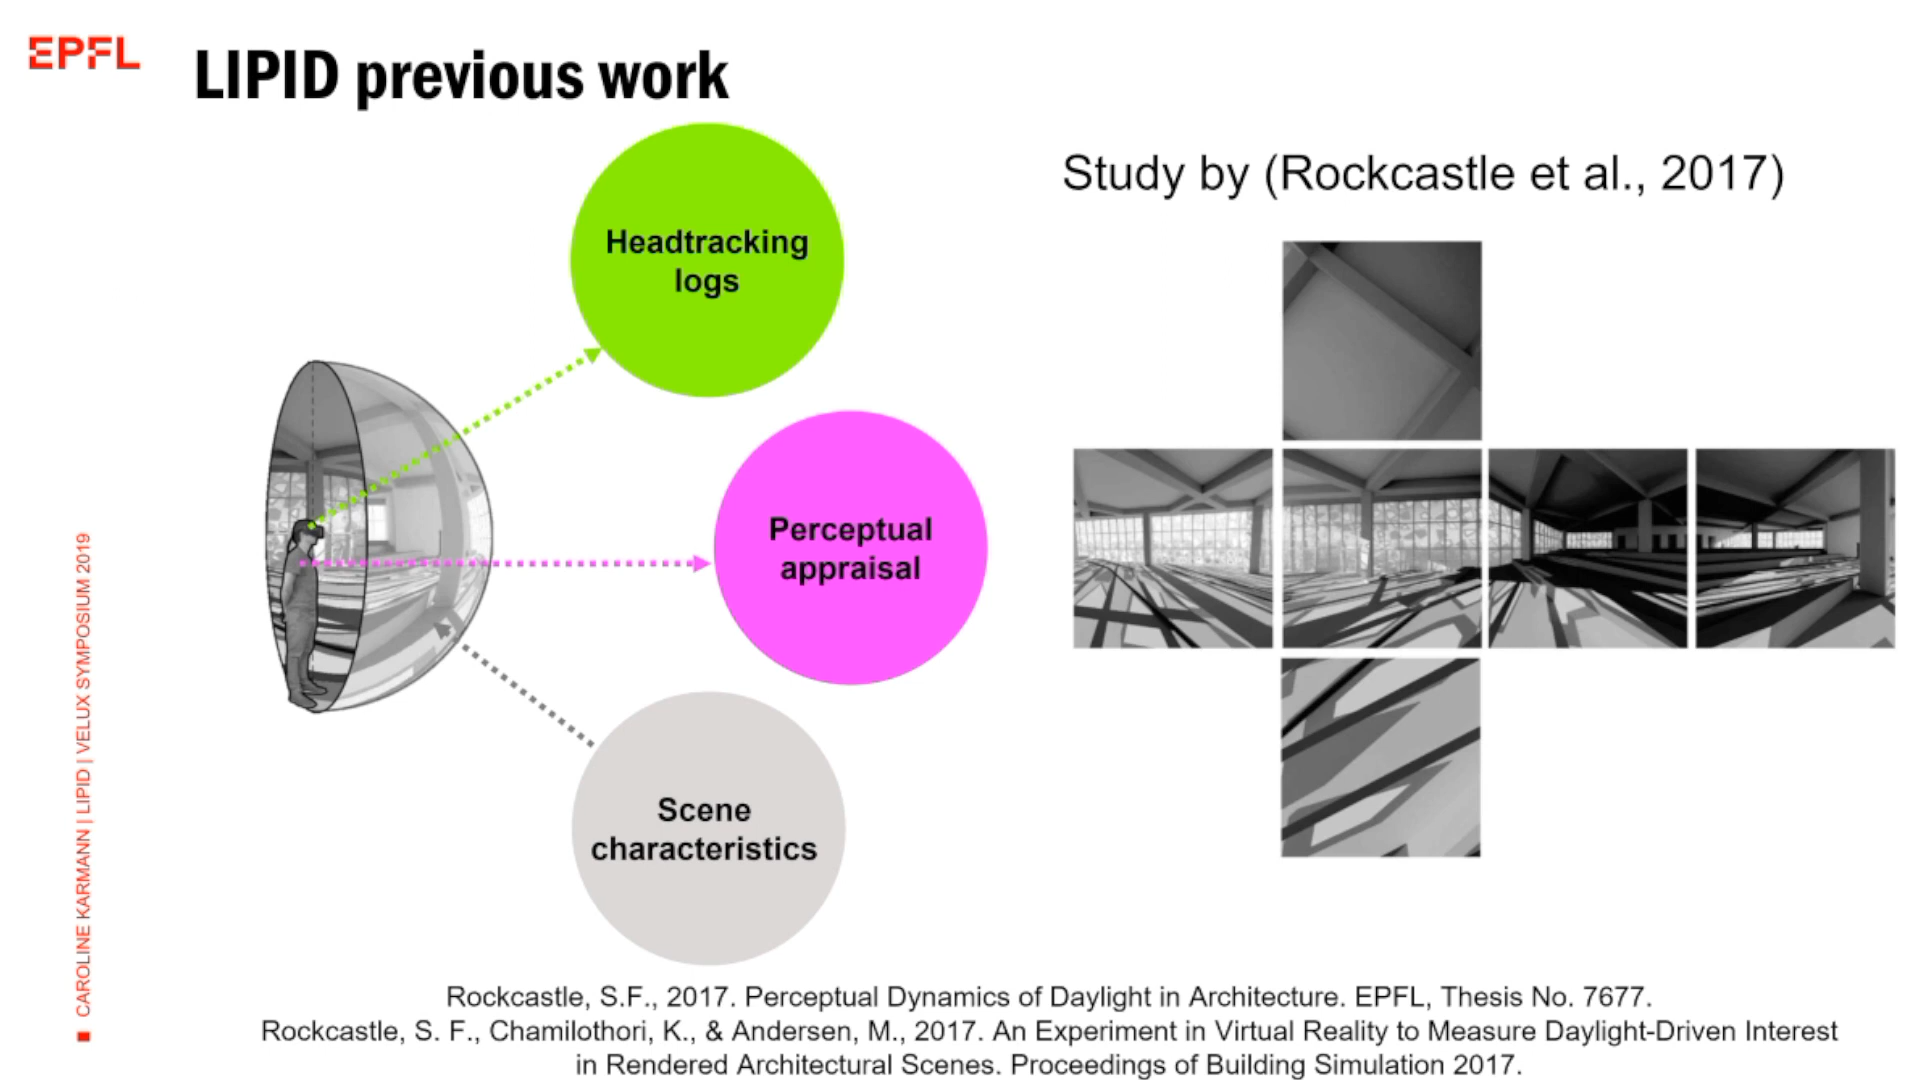 EPFL
LIPID previous work
Headtracking
logs
Study by (Rockcastle et al., 2017)
Perceptual
appraisal
Scene
characteristics
CAROLINE KARMANN | LIPID | VELUX SYMPOSIUM 2019
Rockcastle, S.F., 2017. Perceptual Dynamics of Daylight in Architecture. EPFL, Thesis No. 7677.
Rockcastle, S. F., Chamilothori, K., & Andersen, M., 2017. An Experiment in Virtual Reality to Measure Daylight-Driven Interest
in Rendered Architectural Scenes. Proceedings of Building Simulation 2017.